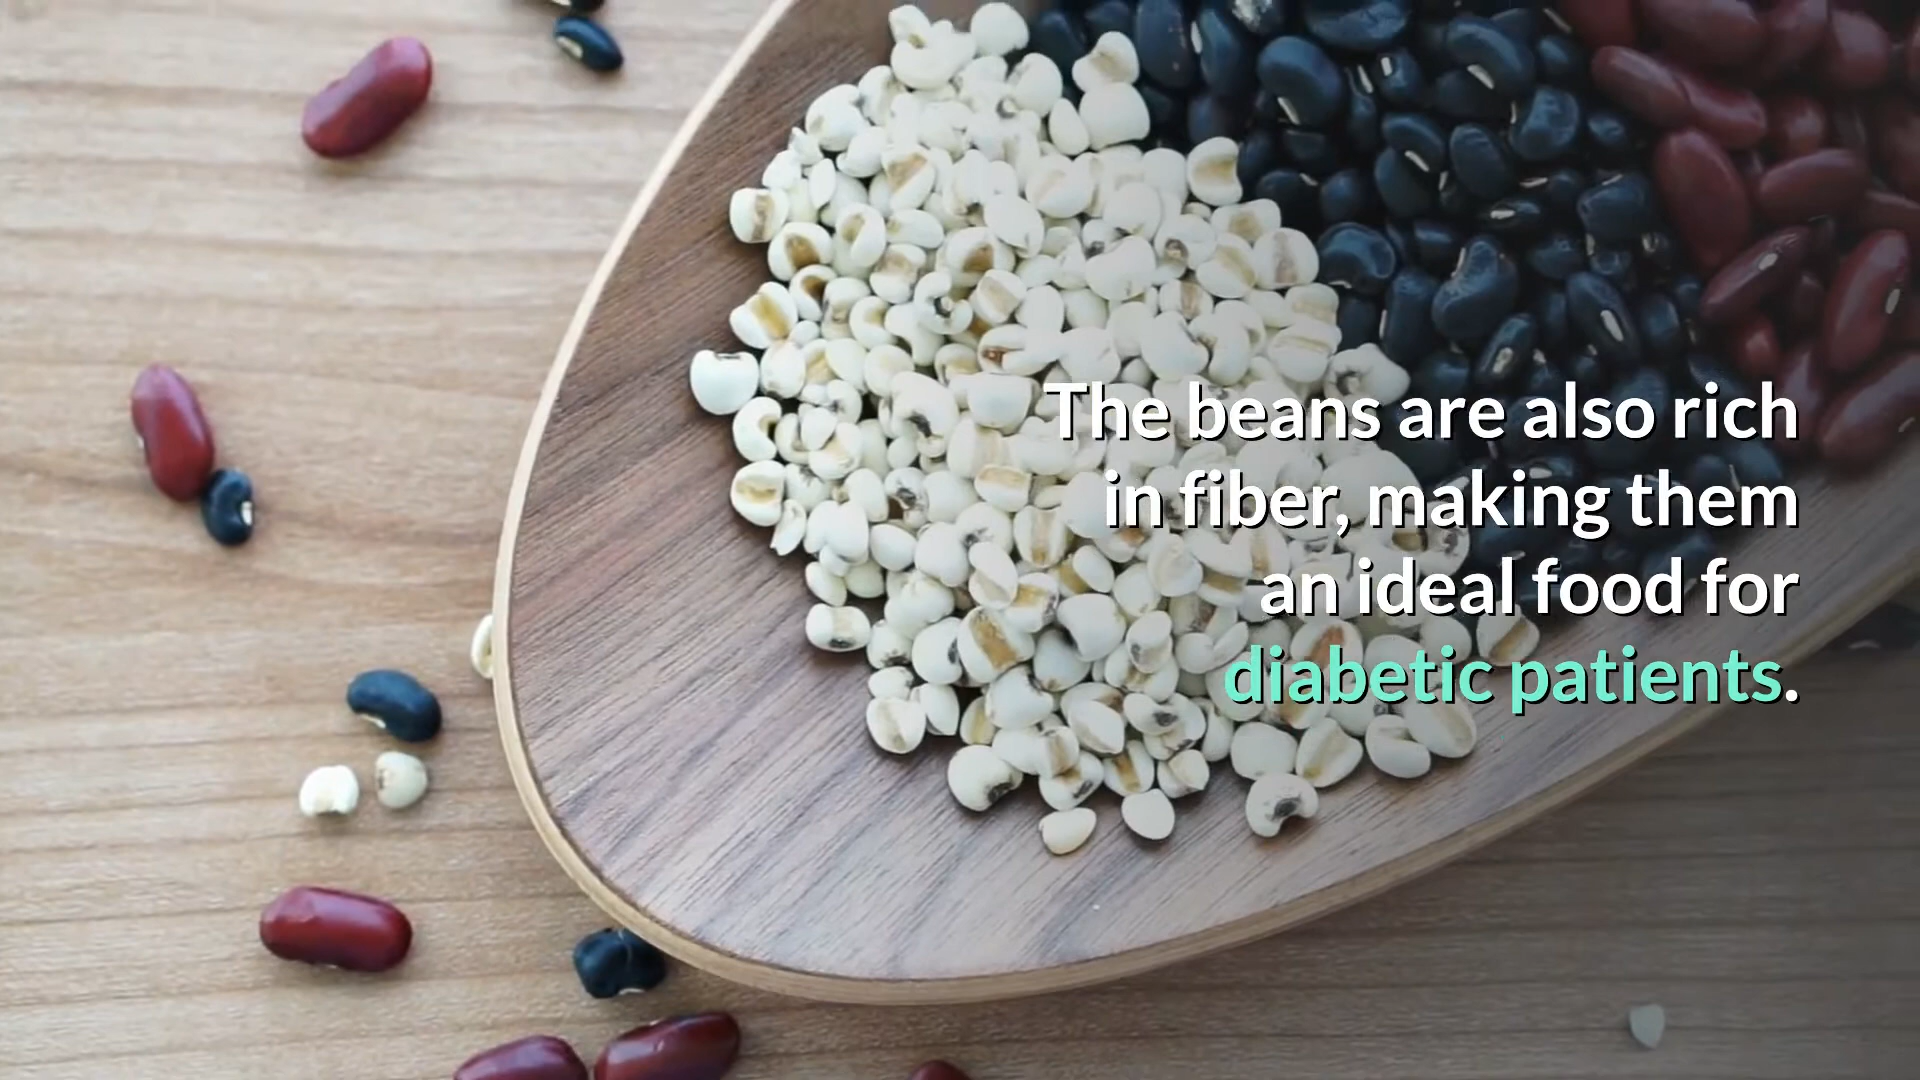 The beans are also rich
in fiber, making them
an ideal food for
diabetic patients.